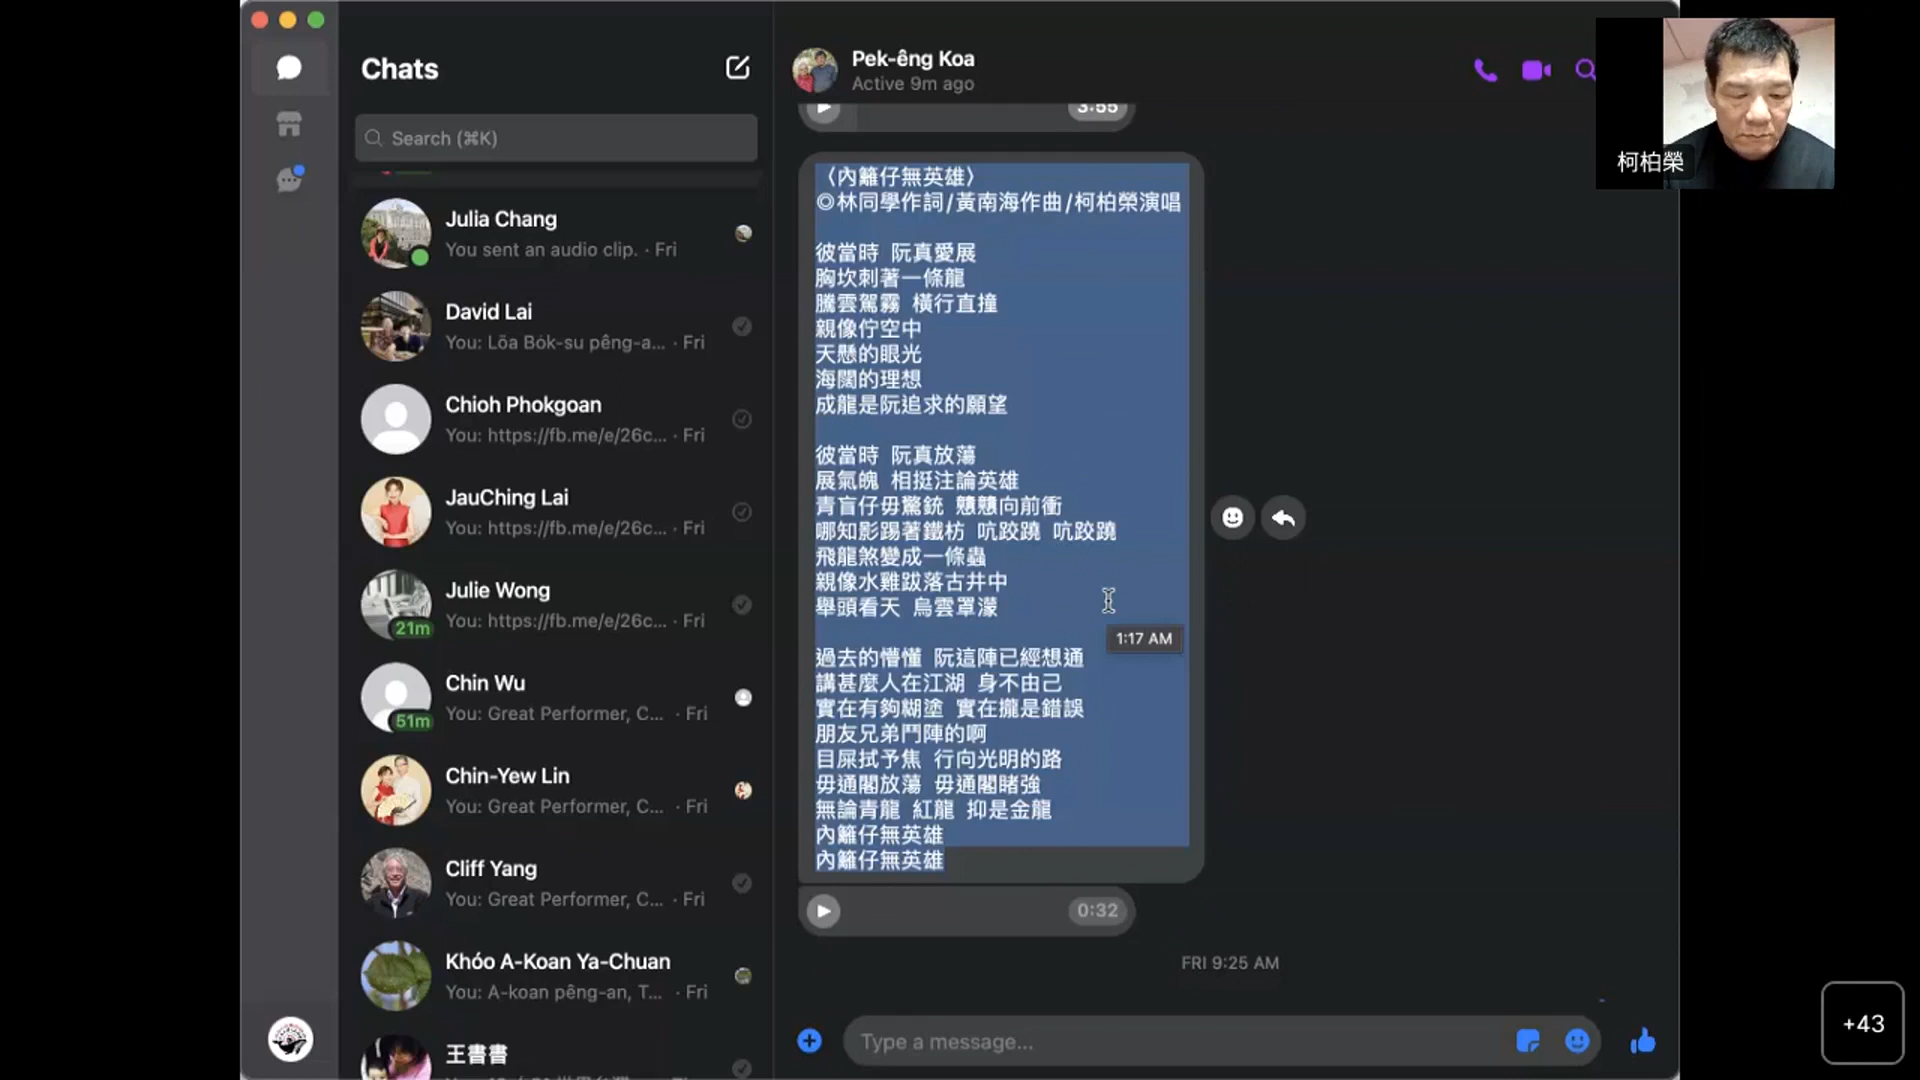 Chats
Search (⌘K)
Julia Chang
You sent an audio clip. · Fri
David Lai
You: Lōa Bo̍k-su pêng-a... · Fri
Chioh Phokgoan
You: https://fb.me/e/26c... · Fri
JauChing Lai
You: https://fb.me/e/26c... · Fri
Julie Wong
You: https://fb.me/e/26c... · Fri
21m
Chin Wu
You: Great Performer, C... · Fri
51m
Chin-Yew Lin
You: Great Performer, C... · Fri
Cliff Yang
You: Great Performer, C... · Fri
Khóo A-Koan Ya-Chuan
You: A-koan pêng-an, T... · Fri
王書書
Pek-êng Koa
Active 9m ago
3:55
〈內籬仔無英雄〉
◎林同學作詞/黃南海作曲/柯柏榮演唱
彼當時 阮真愛展
胸坎刺著一條龍
騰雲駕霧 橫行直撞
親像佇空中
天懸的眼光
海闊的理想
成龍是阮追求的願望
彼當時 阮真放蕩
展氣魄 相挺注論英雄
青盲仔毋驚銃 戇戇向前衝
哪知影踢著鐵枋 吭跤蹺 吭跤蹺
飛龍煞變成一條蟲
親像水雞跋落古井中
舉頭看天 烏雲罩濛
過去的懵懂 阮這陣已經想通
講甚麼人在江湖 身不由己
實在有夠糊塗 實在攏是錯誤
朋友兄弟鬥陣的啊
目屎拭予焦 行向光明的路
毋通閣放蕩 毋通閣賭強
無論青龍 紅龍 抑是金龍
內籬仔無英雄
內籬仔無英雄
1:17 AM
0:32
FRI 9:25 AM
Type a message...
柯柏榮
+43